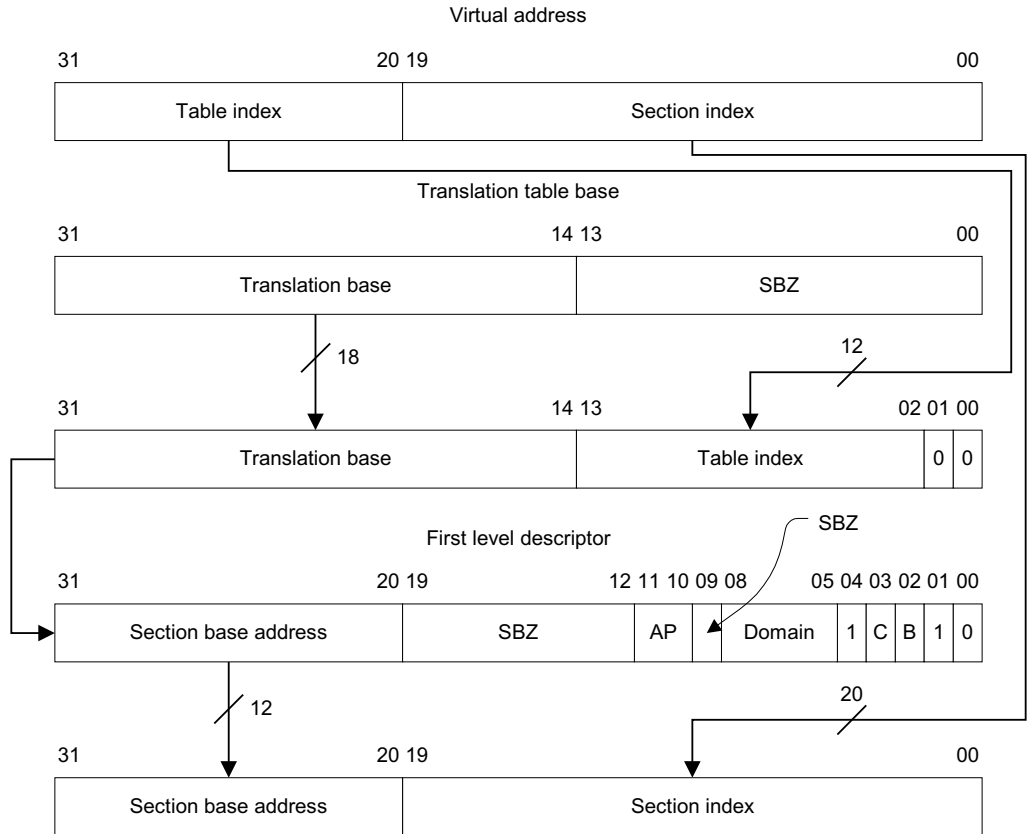 Virtual address
31 20 19 00
Table index Section index
Translation table base
31 14 13 00
Translation base SBZ
18 12
31 14 13 02 01 00
Translation base Table index 0 0
First level descriptor SBZ
31 20 19 12 11 10 09 08 05 04 03 02 01 00
Section base address SBZ AP Domain 1 C B 1 0
12 20
31 20 19 00
Section base address Section index